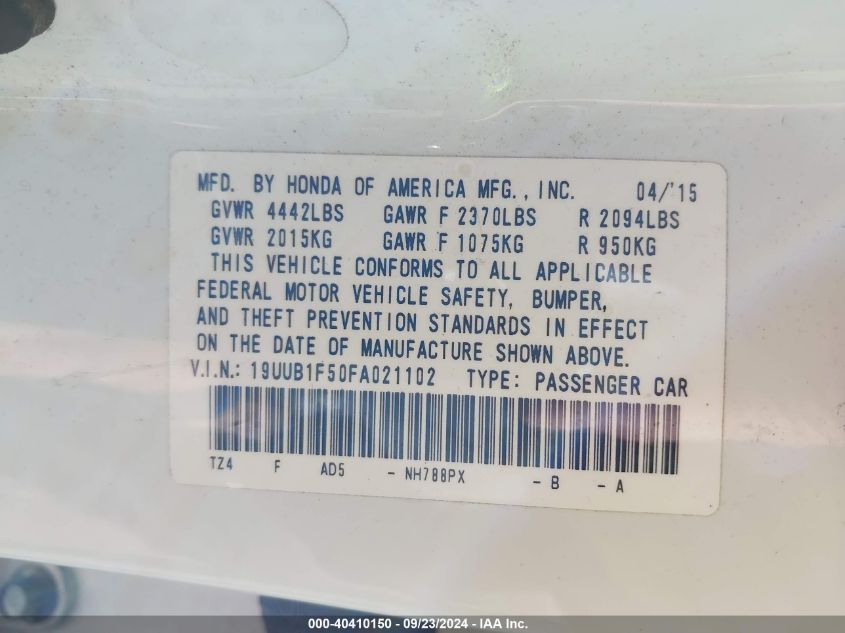 MFD. BY HONDA OF AMERICA MFG., INC. 04/'15
GVWR 4442LBS GAWR F 2370LBS R 2094LBS
GVWR 2015KG GAWR F 1075KG R 950KG
THIS VEHICLE CONFORMS TO ALL APPLICABLE
FEDERAL MOTOR VEHICLE SAFETY, BUMPER,
AND THEFT PREVENTION STANDARDS IN EFFECT
ON THE DATE OF MANUFACTURE SHOWN ABOVE.
V.I.N.: 19UUB1F50FA021102 TYPE: PASSENGER CAR
TZ4 F AD5 - NH788PX - B - A
000-40410150 - 09/23/2024 - IAA Inc.